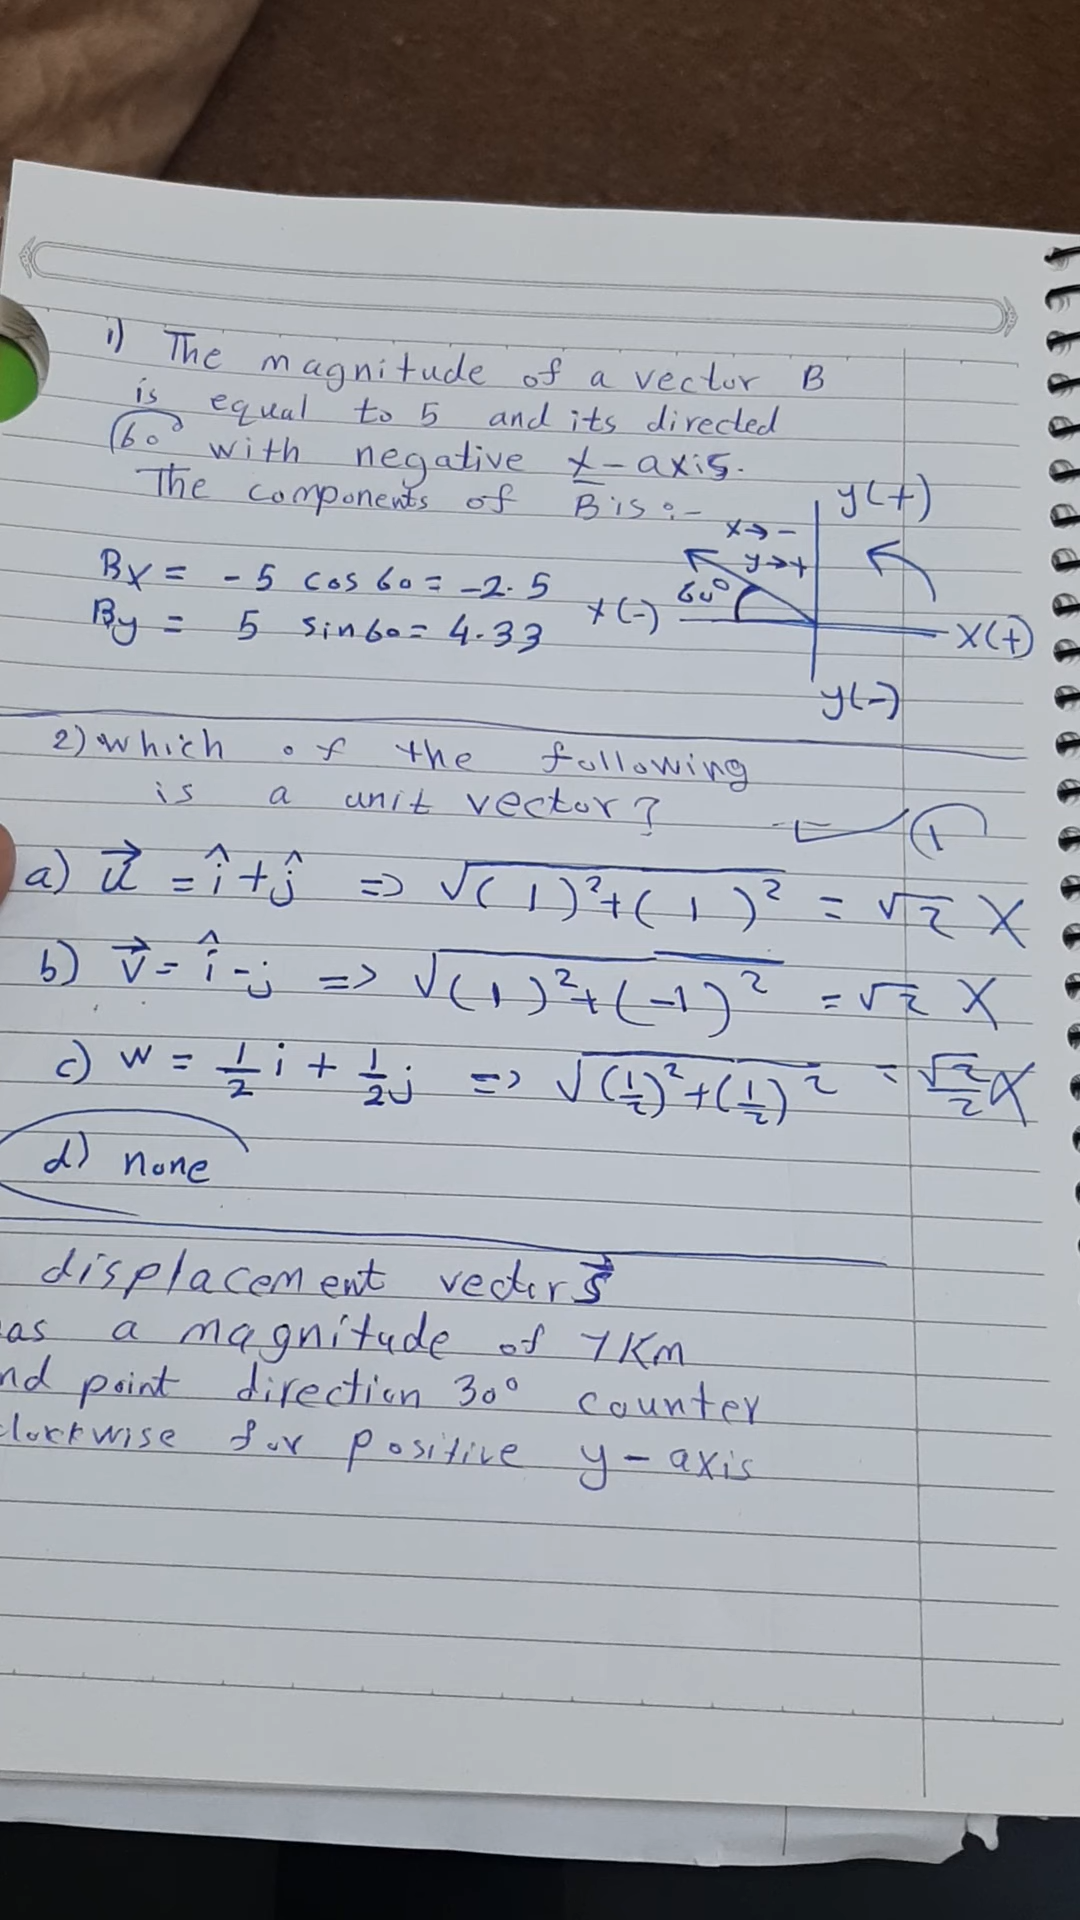 1) The magnitude of a vector B
is equal to 5 and its directed
60° with negative x-axis.
The components of B is:-
y(+)
x→-
y→+
60°
x(-)
x(+)
y(-)
Bx = -5 cos 60 = -2.5
By = 5 sin60 = 4.33
2) which of the following
is a unit vector?
1
a) u⃗ = î + ĵ => √(1)²+(1)² = √2 X
b) v⃗ = î - j => √(1)²+(-1)² = √2 X
c) w = 1/2 i + 1/2 j => √(1/2)²+(1/2)² = √2/2 X
d) none
displacement vector s⃗
as a magnitude of 7 Km
nd point direction 30° counter
clockwise for positive y-axis